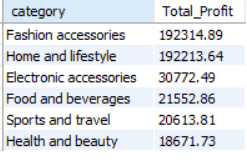 category Total_Profit
Fashion accessories 192314.89
Home and lifestyle 192213.64
Electronic accessories 30772.49
Food and beverages 21552.86
Sports and travel 20613.81
Health and beauty 18671.73